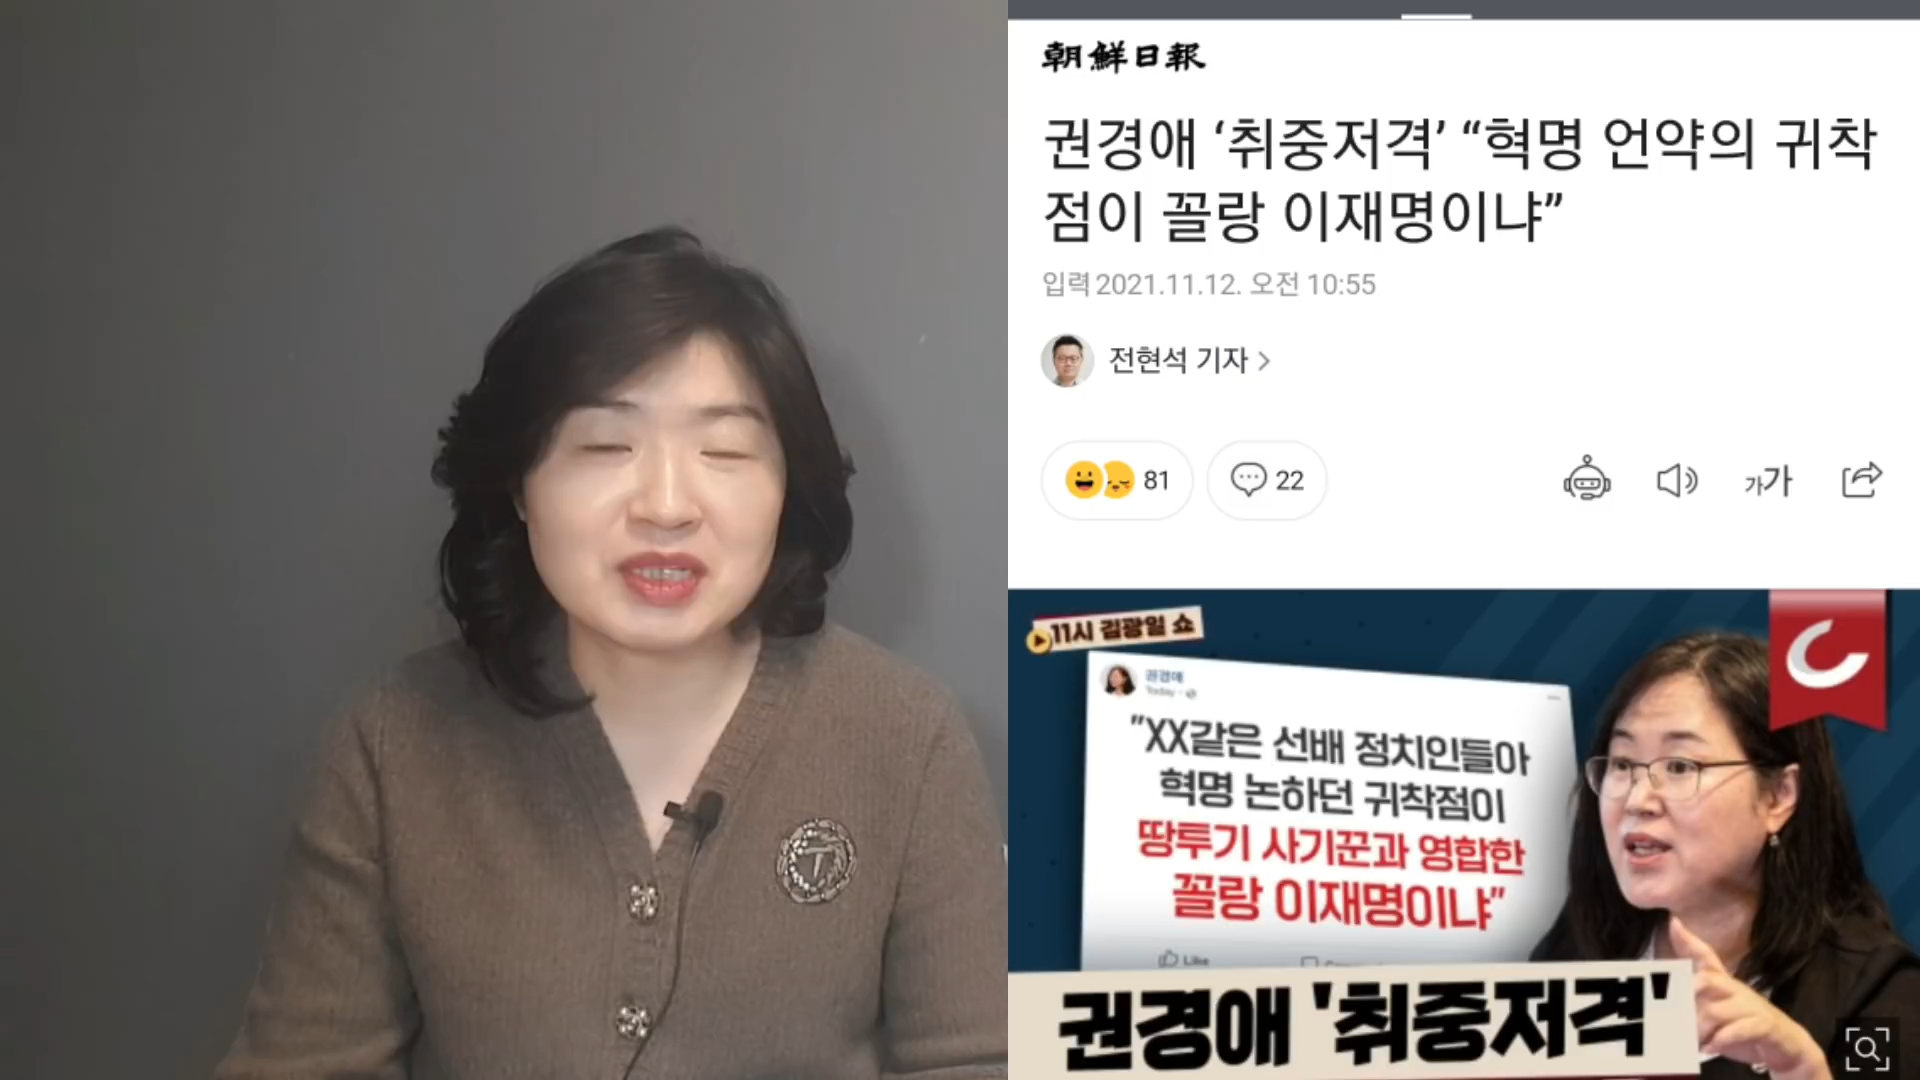 朝鮮日報
권경애 ‘취중저격’ “혁명 언약의 귀착
점이 꼴랑 이재명이냐”
입력 2021.11.12. 오전 10:55
전현석 기자
81
22
가가
11시 김광일 쇼
권경애
Today
"XX같은 선배 정치인들아
혁명 논하던 귀착점이
땅투기 사기꾼과 영합한
꼴랑 이재명이냐"
Like
권경애 '취중저격'
T